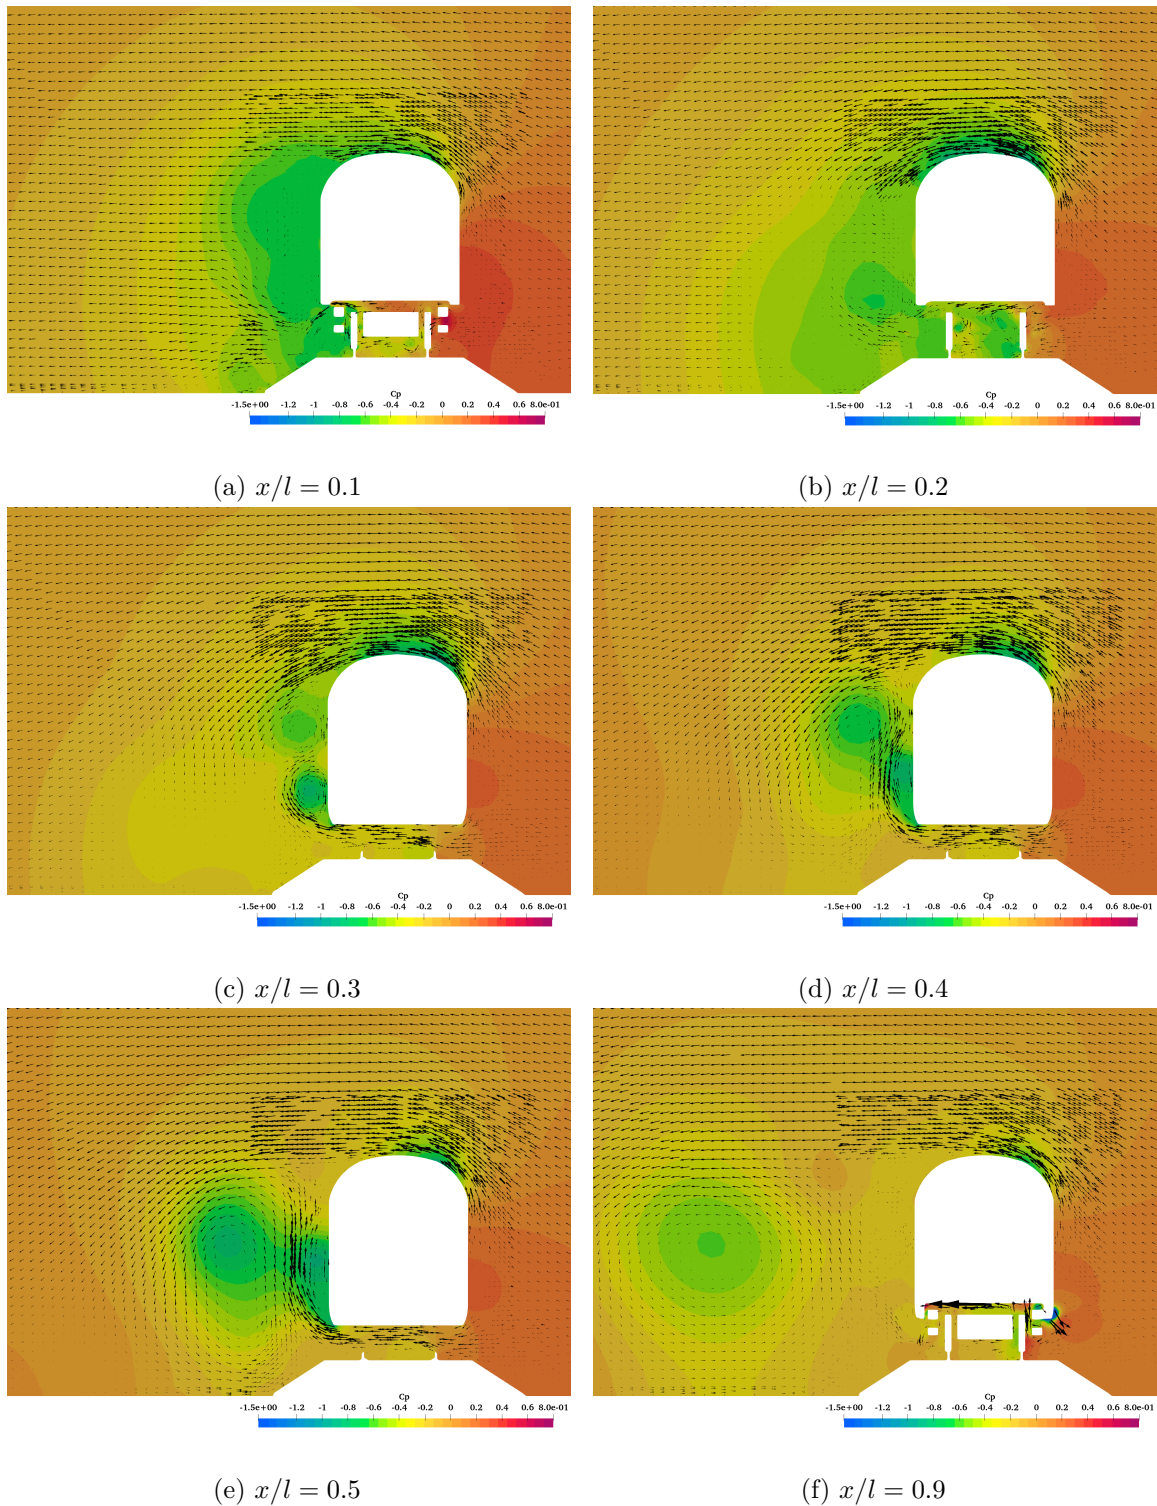 Cp
-1.5e+00 -1.2 -1 -0.8 -0.6 -0.4 -0.2 0 0.2 0.4 0.6 8.0e-01
Cp
-1.5e+00 -1.2 -1 -0.8 -0.6 -0.4 -0.2 0 0.2 0.4 0.6 8.0e-01
(a) x/l = 0.1
(b) x/l = 0.2
Cp
-1.5e+00 -1.2 -1 -0.8 -0.6 -0.4 -0.2 0 0.2 0.4 0.6 8.0e-01
Cp
-1.5e+00 -1.2 -1 -0.8 -0.6 -0.4 -0.2 0 0.2 0.4 0.6 8.0e-01
(c) x/l = 0.3
(d) x/l = 0.4
Cp
-1.5e+00 -1.2 -1 -0.8 -0.6 -0.4 -0.2 0 0.2 0.4 0.6 8.0e-01
Cp
-1.5e+00 -1.2 -1 -0.8 -0.6 -0.4 -0.2 0 0.2 0.4 0.6 8.0e-01
(e) x/l = 0.5
(f) x/l = 0.9